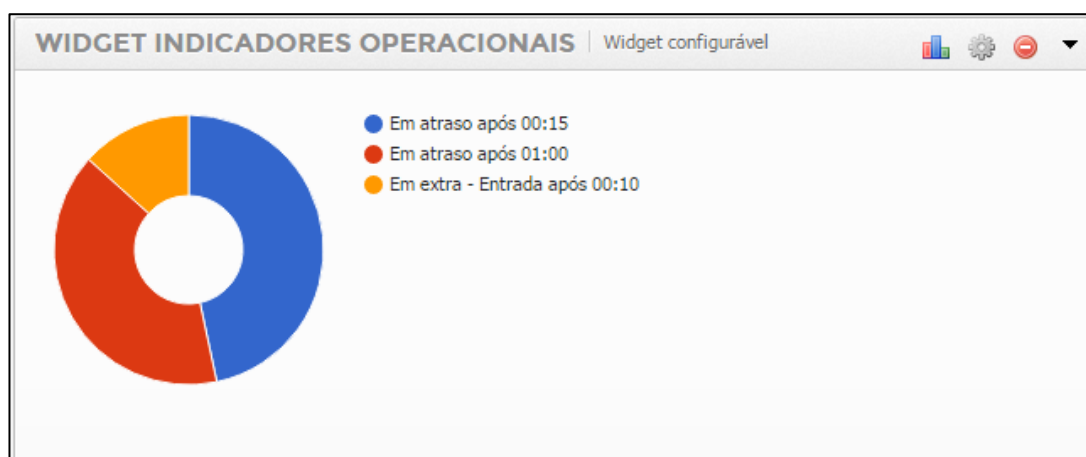 WIDGET INDICADORES OPERACIONAIS Widget configurável
Em atraso após 00:15
Em atraso após 01:00
Em extra - Entrada após 00:10